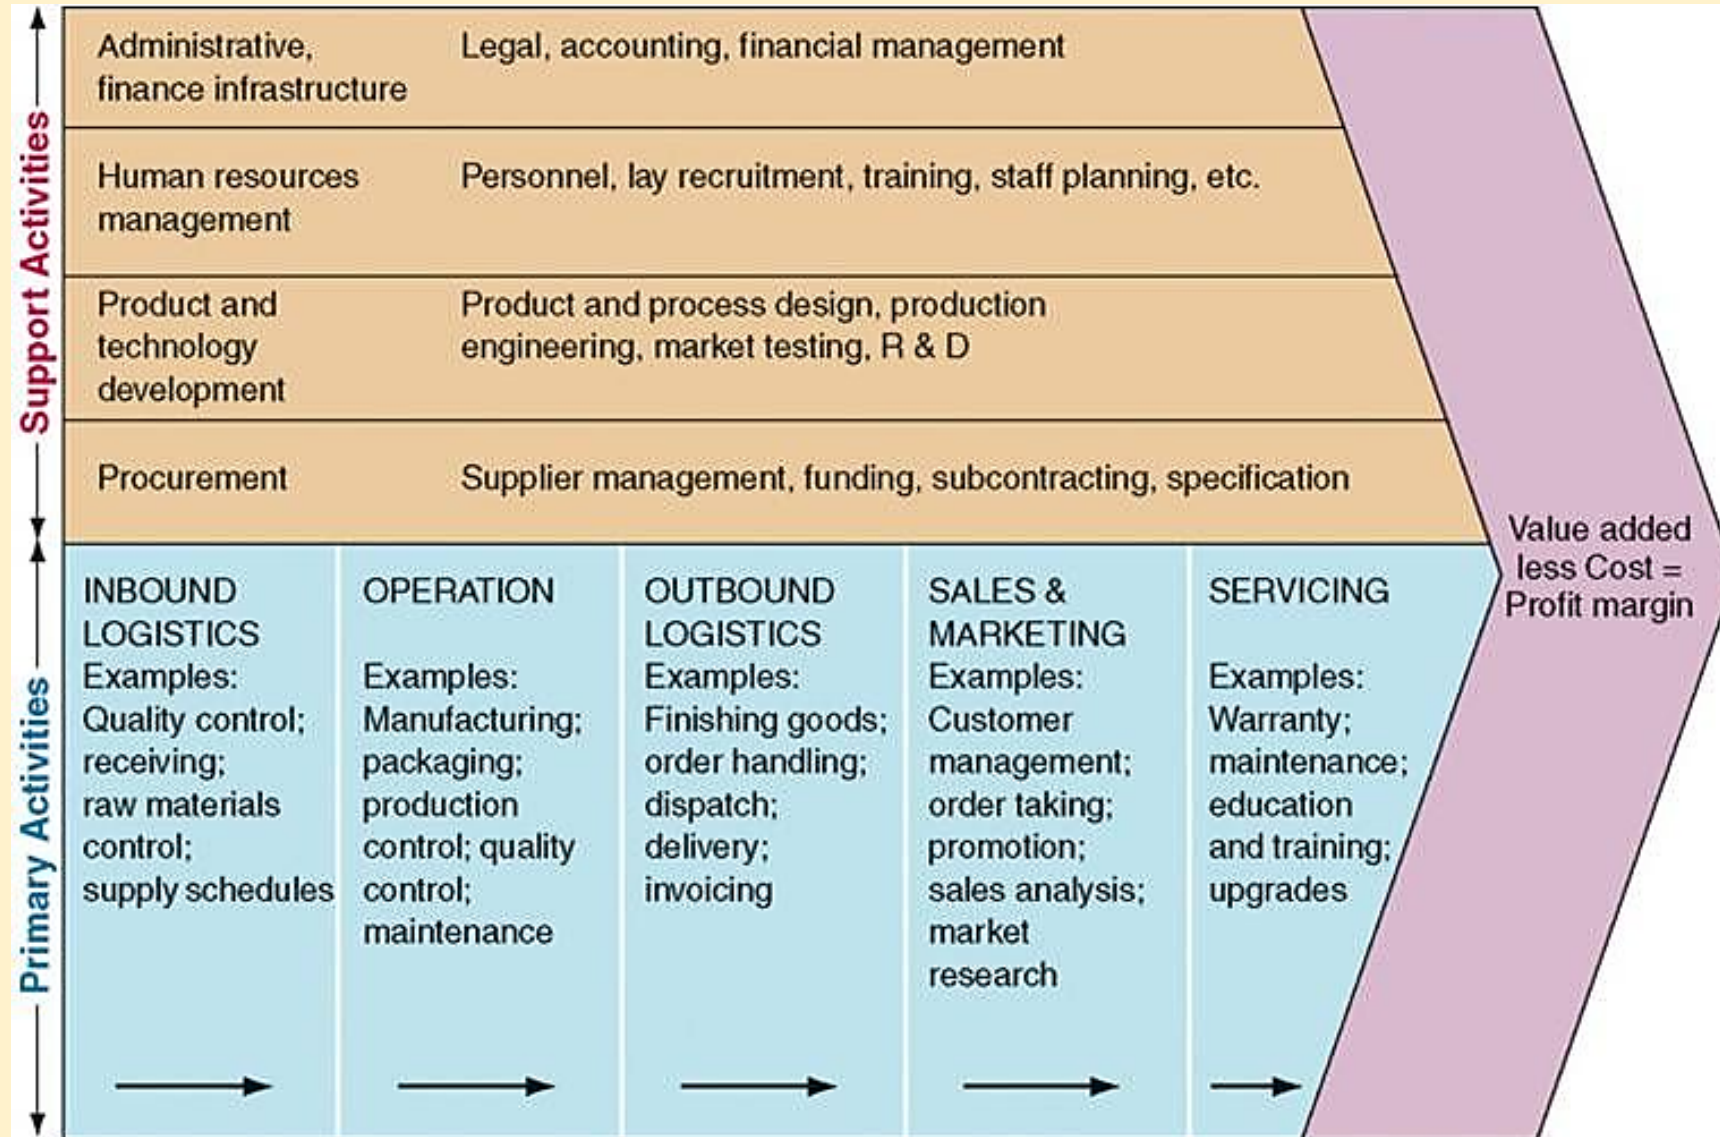 Support Activities
Administrative,
finance infrastructure
Legal, accounting, financial management
Human resources
management
Personnel, lay recruitment, training, staff planning, etc.
Product and
technology
development
Product and process design, production
engineering, market testing, R & D
Procurement
Supplier management, funding, subcontracting, specification
Primary Activities
INBOUND
LOGISTICS
Examples:
Quality control;
receiving;
raw materials
control;
supply schedules
OPERATION
Examples:
Manufacturing;
packaging;
production
control; quality
control;
maintenance
OUTBOUND
LOGISTICS
Examples:
Finishing goods;
order handling;
dispatch;
delivery;
invoicing
SALES &
MARKETING
Examples:
Customer
management;
order taking;
promotion;
sales analysis;
market
research
SERVICING
Examples:
Warranty;
maintenance;
education
and training;
upgrades
Value added
less Cost =
Profit margin